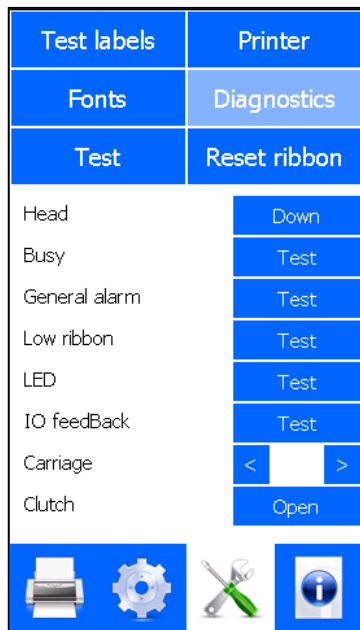 Test labels Printer
Fonts Diagnostics
Test Reset ribbon
Head Down
Busy Test
General alarm Test
Low ribbon Test
LED Test
IO feedBack Test
Carriage < >
Clutch Open